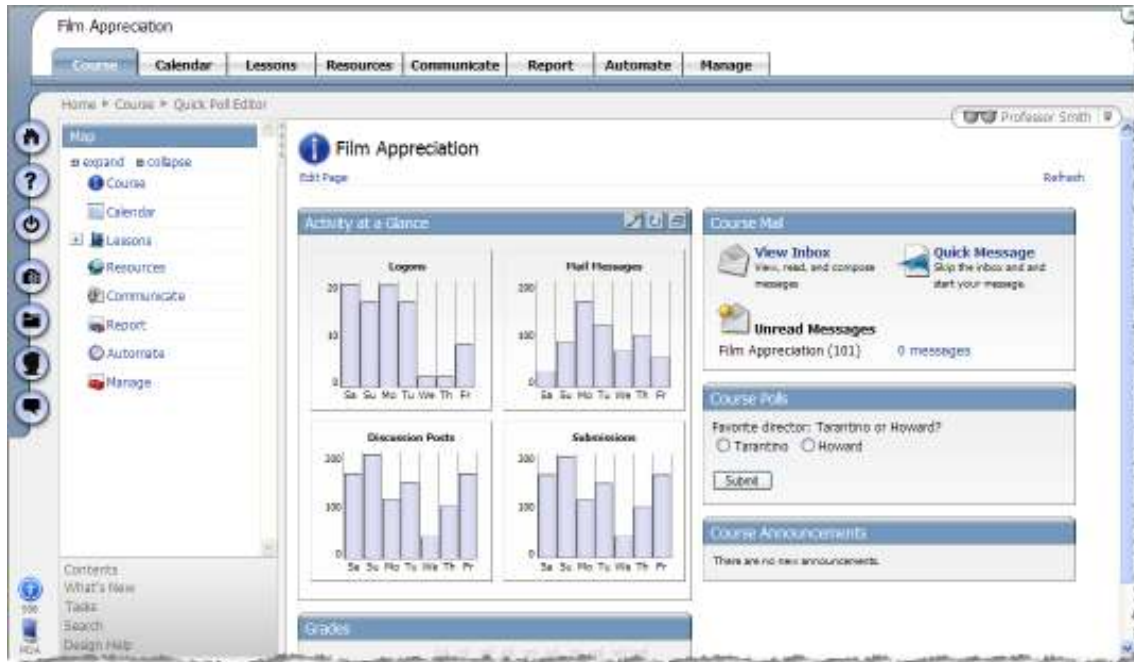 Film Appreciation
Course Calendar Lessons Resources Communicate Report Automate Manage
Home Course Quick Poll Editor
Professor Smith
Map
expand collapse
Course
Calendar
Lessons
Resources
Communicate
Report
Automate
Manage
Contents
What's New
Tasks
Search
Design Help
Film Appreciation
Edit Page
Refresh
Activity at a Glance
Logons
20
10
0
Sa Su Mo Tu We Th Fr
Mail Messages
200
100
0
Sa Su Mo Tu We Th Fr
Discussion Posts
200
100
0
Sa Su Mo Tu We Th Fr
Submissions
200
100
0
Sa Su Mo Tu We Th Fr
Grades
Course Mail
View Inbox
View, read, and compose
messages
Quick Message
Skip the inbox and and
start your message.
Unread Messages
Film Appreciation (101) 0 messages
Course Polls
Favorite director: Tarantino or Howard?
Tarantino Howard
Submit
Course Announcements
There are no new announcements.